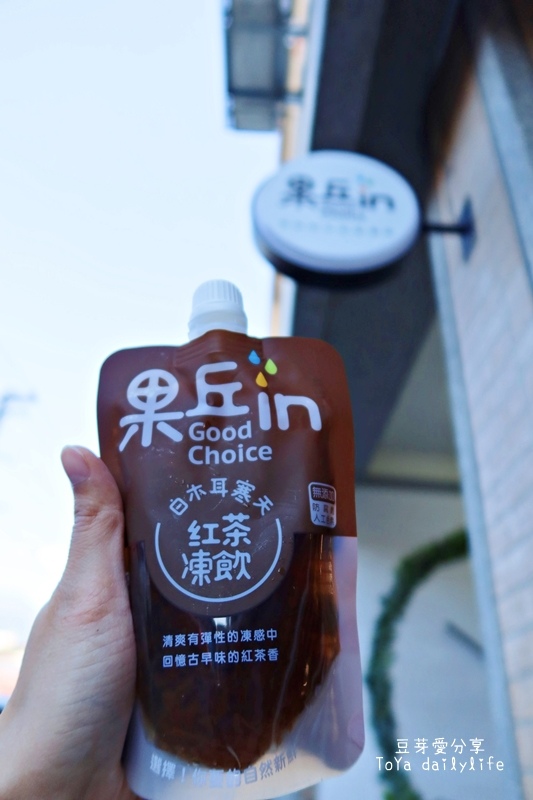 果丘in
果丘in
Good
Choice
白木耳寒天
無添加
紅茶
凍飲
清爽有彈性的凍感中
回憶古早味的紅茶香
豆芽愛分享
ToYa dailylife